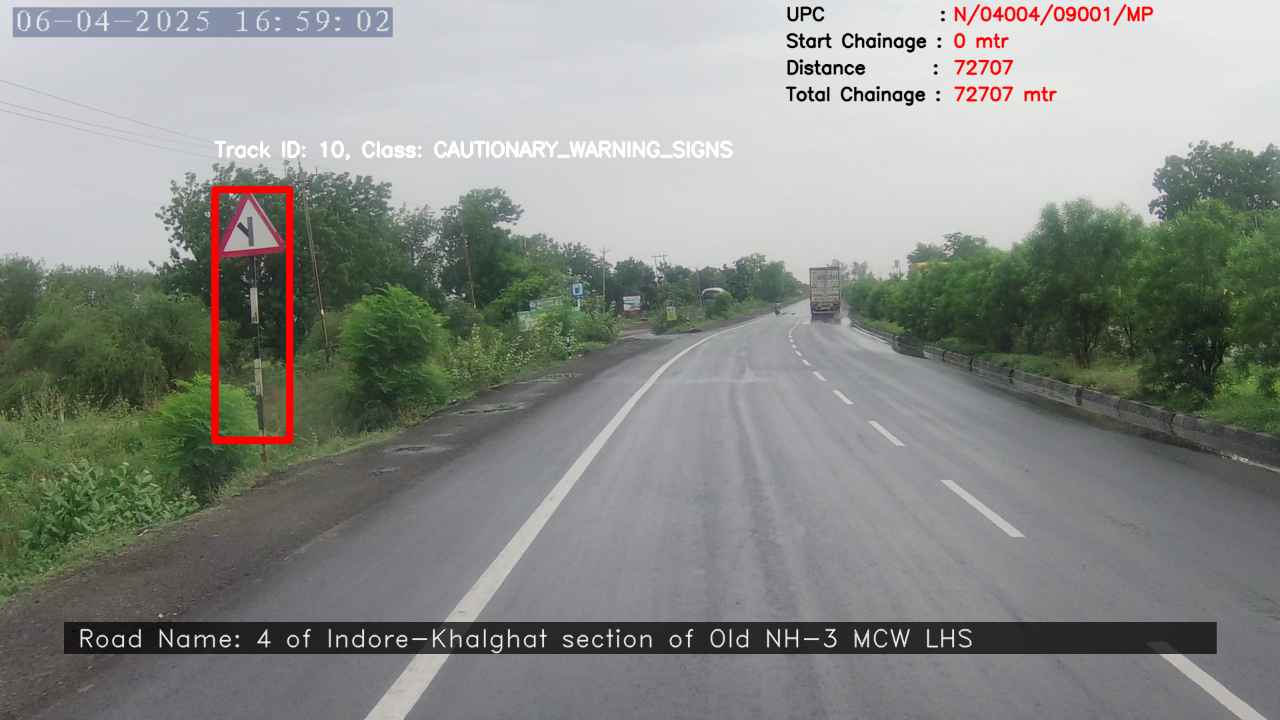 06-04-2025 16:59:02
UPC : N/04004/09001/MP
Start Chainage : 0 mtr
Distance : 72707
Total Chainage : 72707 mtr
Track ID: 10, Class: CAUTIONARY_WARNING_SIGNS
Road Name: 4 of Indore-Khalghat section of Old NH-3 MCW LHS